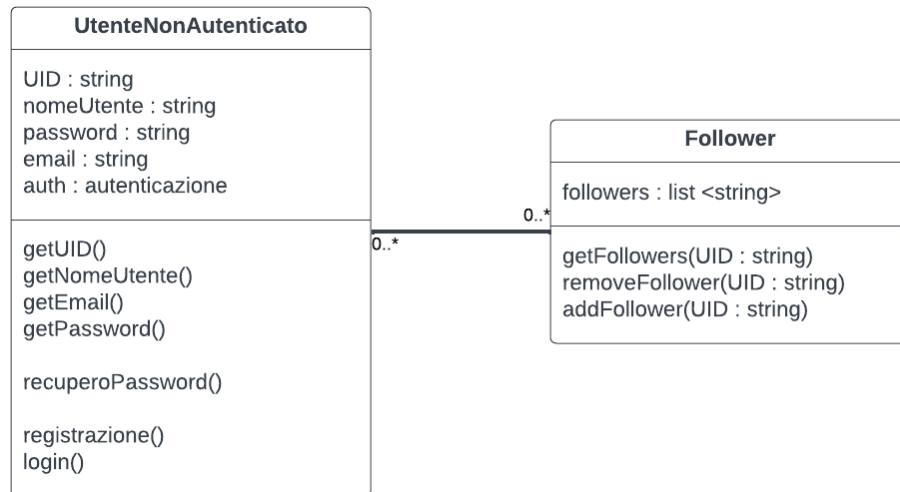 UtenteNonAutenticato
UID : string
nomeUtente : string
password : string
email : string
auth : autenticazione
getUID()
getNomeUtente()
getEmail()
getPassword()
recuperoPassword()
registrazione()
login()
0..*
0..*
Follower
followers : list <string>
getFollowers(UID : string)
removeFollower(UID : string)
addFollower(UID : string)